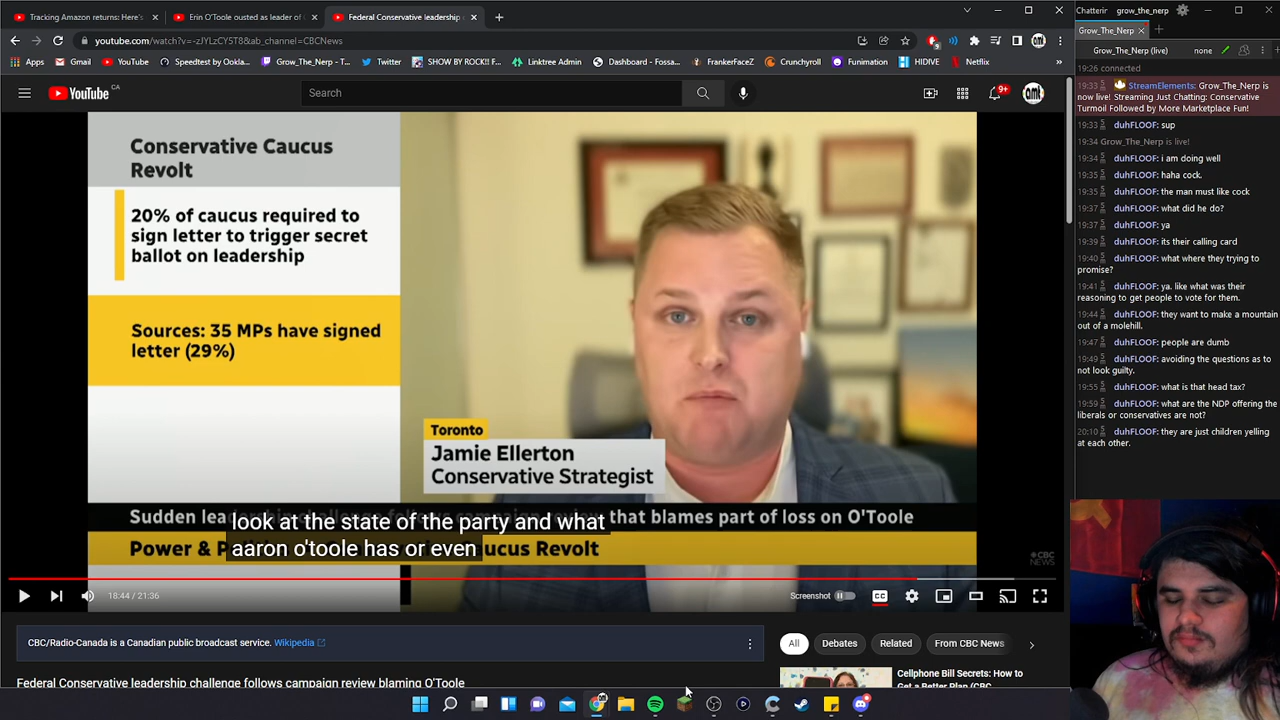 Tracking Amazon returns: Here's
Erin O'Toole ousted as leader of
Federal Conservative leadership
youtube.com/watch?v=-zJYLzCY5T8&ab_channel=CBCNews
Apps
Gmail
YouTube
Speedtest by Ookla...
Grow_The_Nerp - T...
Twitter
SHOW BY ROCK!! F...
Linktree Admin
Dashboard - Fossa...
FrankerFaceZ
Crunchyroll
Funimation
HIDIVE
Netflix
YouTube CA
Search
9+
Conservative Caucus
Revolt
20% of caucus required to
sign letter to trigger secret
ballot on leadership
Sources: 35 MPs have signed
letter (29%)
Toronto
Jamie Ellerton
Conservative Strategist
Sudden that blames part of loss on O'Toole
look at the state of the party and what
aaron o'toole has or even
Power & Caucus Revolt
CBC
NEWS
18:44 / 21:36
Screenshot
CC
CBC/Radio-Canada is a Canadian public broadcast service. Wikipedia
All
Debates
Related
From CBC News
Federal Conservative leadership challenge follows campaign review blaming O'Toole
Cellphone Bill Secrets: How to
Get a Better Plan (CBC
Chatterir
grow_the_nerp
Grow_The_Nerp
Grow_The_Nerp (live)
none
19:26 connected
19:33 StreamElements: Grow_The_Nerp is
now live! Streaming Just Chatting: Conservative
Turmoil Followed by More Marketplace Fun!
19:33 duhFLOOF: sup
19:34 Grow_The_Nerp is live!
19:34 duhFLOOF: i am doing well
19:35 duhFLOOF: haha cock.
19:35 duhFLOOF: the man must like cock
19:37 duhFLOOF: what did he do?
19:37 duhFLOOF: ya
19:39 duhFLOOF: its their calling card
19:40 duhFLOOF: what where they trying to
promise?
19:41 duhFLOOF: ya. like what was their
reasoning to get people to vote for them.
19:44 duhFLOOF: they want to make a mountain
out of a molehill.
19:47 duhFLOOF: people are dumb
19:49 duhFLOOF: avoiding the questions as to
not look guilty.
19:55 duhFLOOF: what is that head tax?
19:59 duhFLOOF: what are the NDP offering the
liberals or conservatives are not?
20:10 duhFLOOF: they are just children yelling
at each other.